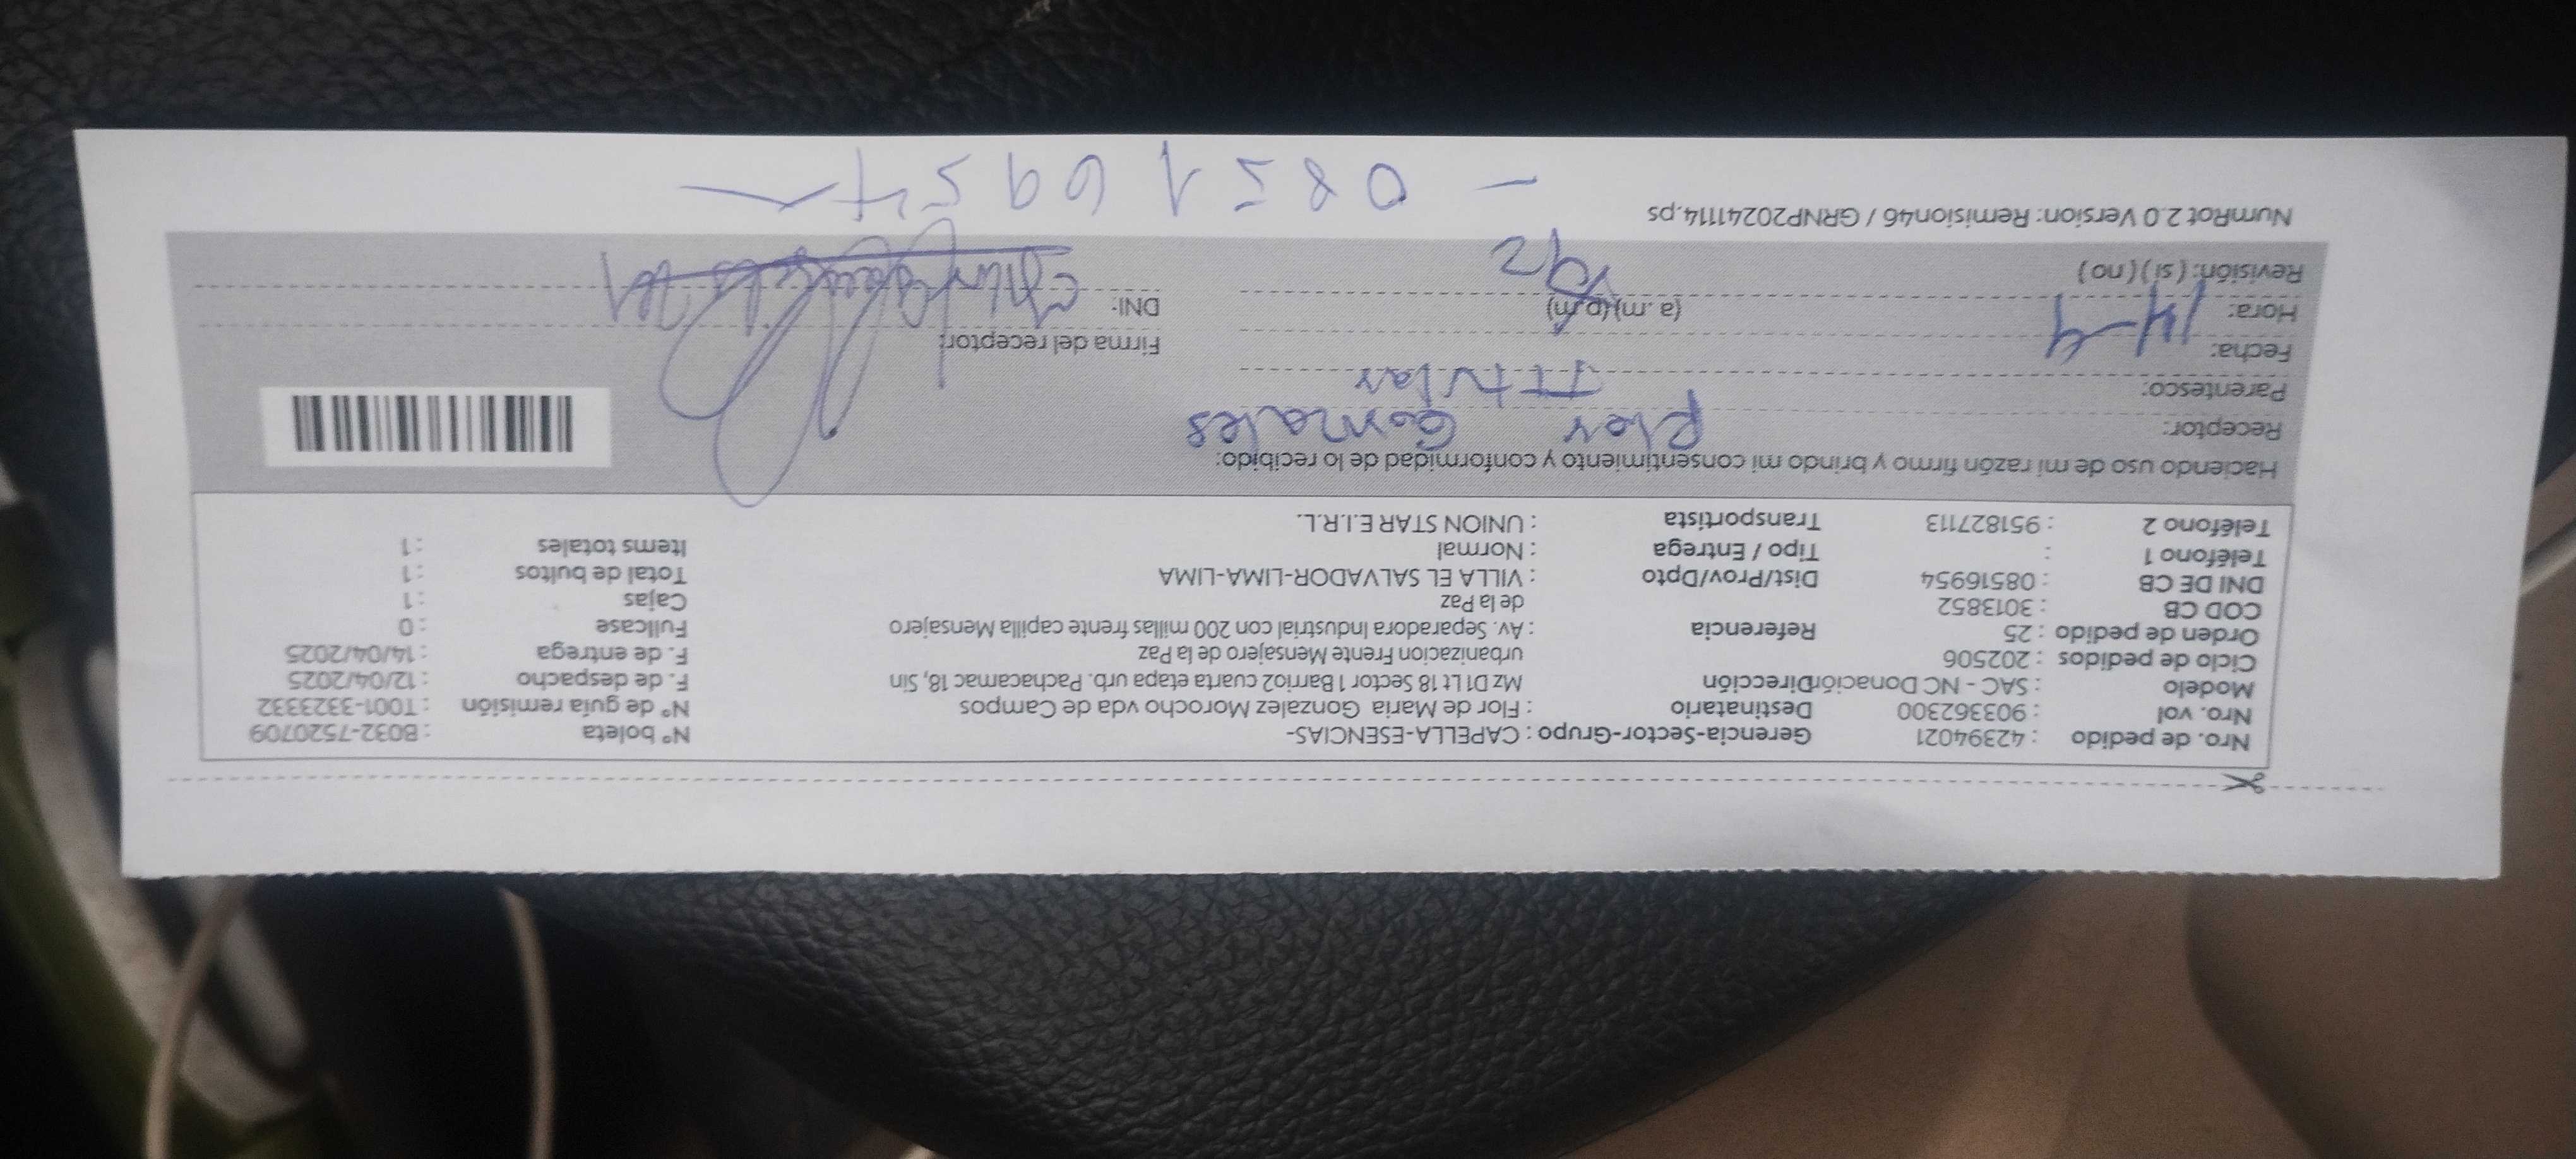 Nro. de pedido : 42394021 Gerencia-Sector-Grupo : CAPELLA-ESENCIAS- N° boleta : B032-7520709
Nro. vol : 903362300 Destinatario : Flor de Maria Gonzalez Morocho vda de Campos N° de guía remisión : T001-3323332
Modelo : SAC - NC Donación Dirección Mz D1 Lt 18 Sector 1 Barrio2 cuarta etapa urb. Pachacamac 18, Sin F. de despacho : 12/04/2025
Ciclo de pedidos : 202506 urbanizacion Frente Mensajero de la Paz F. de entrega : 14/04/2025
Orden de pedido : 25 Referencia : Av. Separadora Industrial con 200 millas frente capilla Mensajero Fullcase : 0
COD CB : 3013852 de la Paz Cajas : 1
DNI DE CB : 08516954 Dist/Prov/Dpto : VILLA EL SALVADOR-LIMA-LIMA Total de bultos : 1
Teléfono 1 : Tipo / Entrega : Normal Items totales : 1
Teléfono 2 : 951827113 Transportista : UNION STAR E.I.R.L.
Haciendo uso de mi razón firmo y brindo mi consentimiento y conformidad de lo recibido:
Receptor: Flor Gonzales
Parentesco: Titular
Fecha: 14-4 Firma del receptor:
Hora: (a.m) (p.m) DNI:
Revisión: (si) (no)
NumRot 2.0 Version: Remision46 / GRNP20241114.ps
- 08516954